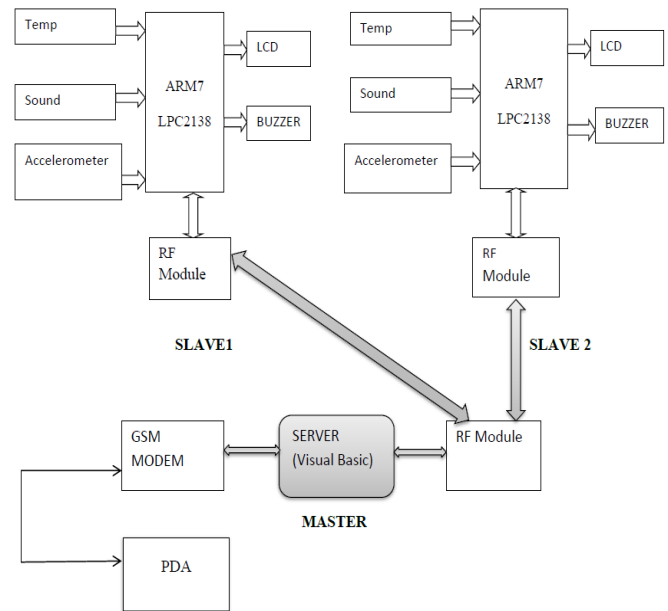 Temp
Sound
Accelerometer
ARM7
LPC2138
LCD
BUZZER
RF
Module
SLAVE1
Temp
Sound
Accelerometer
ARM7
LPC2138
LCD
BUZZER
RF
Module
SLAVE 2
GSM
MODEM
SERVER
(Visual Basic)
RF Module
MASTER
PDA